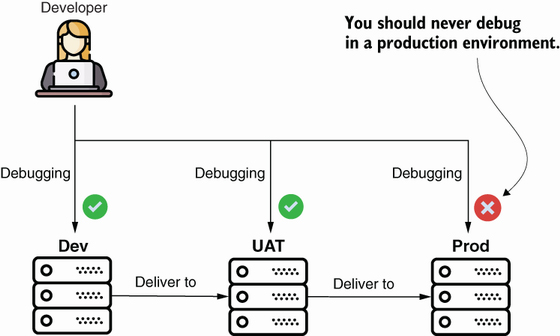 Developer
You should never debug
in a production environment.
Debugging
Debugging
Debugging
Dev
UAT
Prod
Deliver to
Deliver to